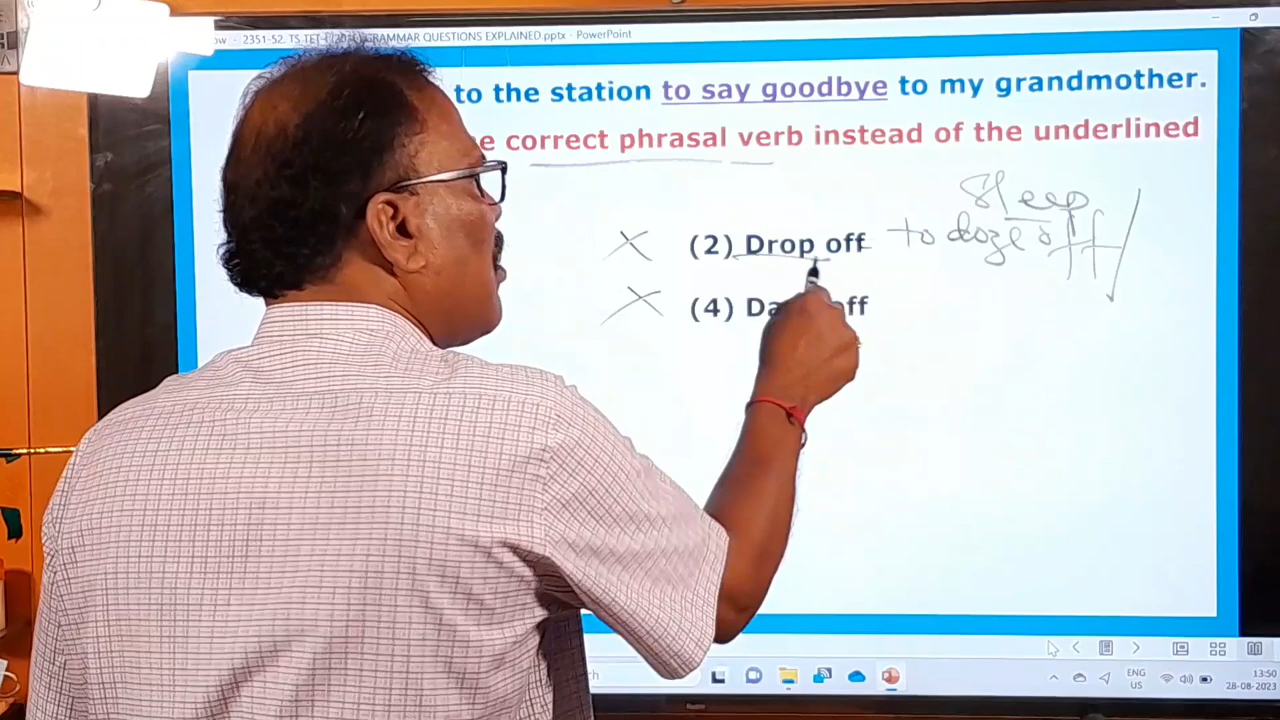 2351-52. TS TET-I (2023) GRAMMAR QUESTIONS EXPLAINED.pptx - PowerPoint
to the station to say goodbye to my grandmother.
e correct phrasal verb instead of the underlined
Sleep
(2) Drop off to doze off
(4) Da ff
ENG
US
13:50
28-08-2023